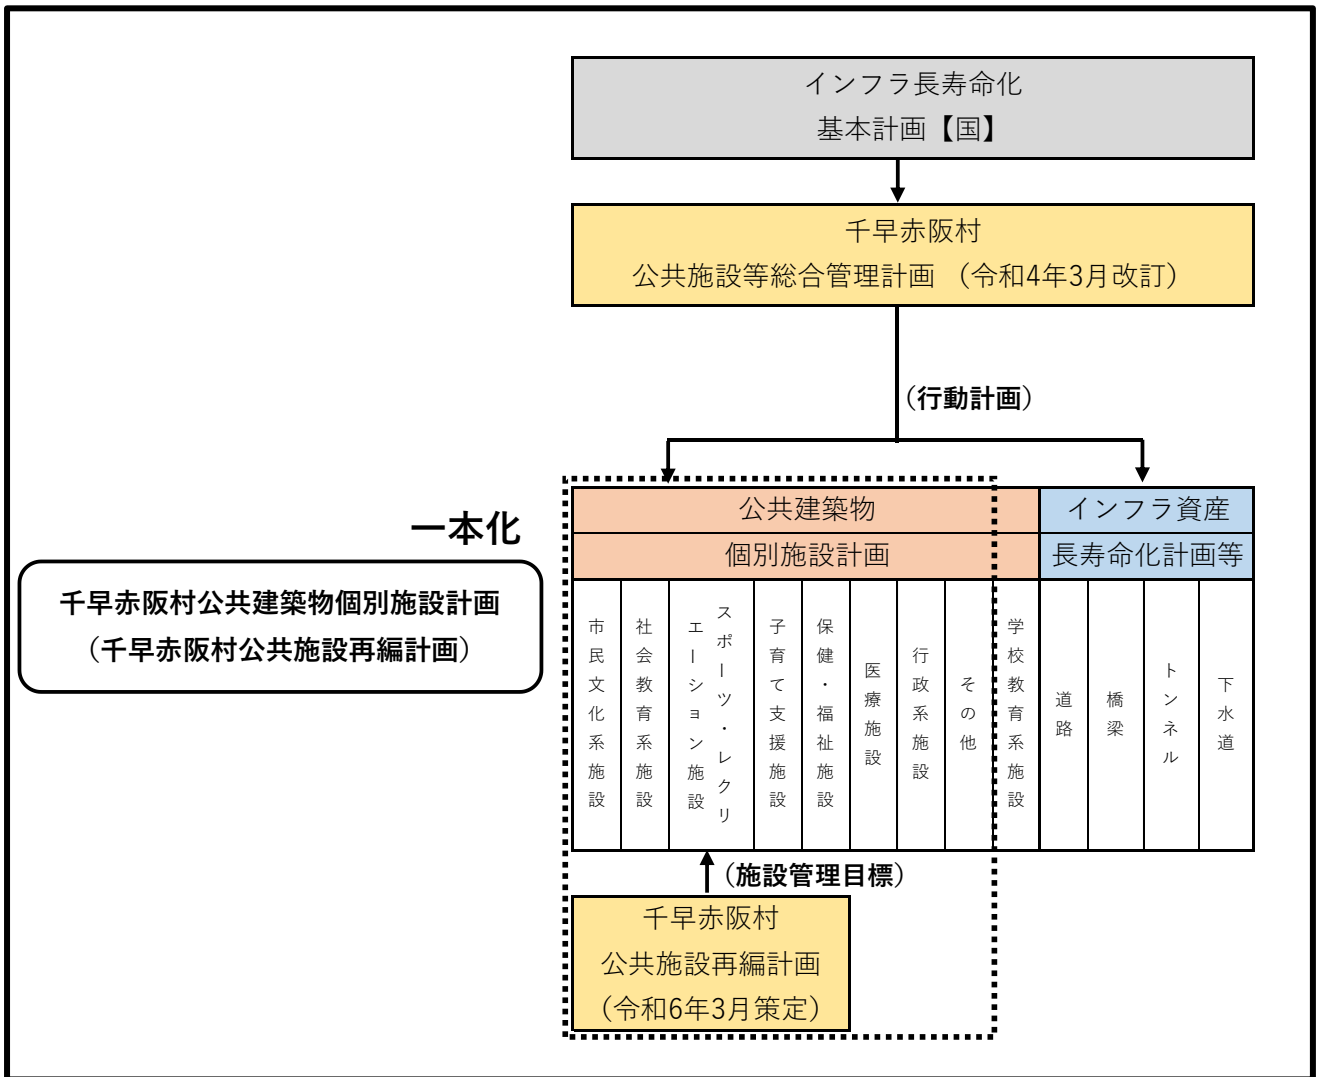 インフラ長寿命化
基本計画【国】
千早赤阪村
公共施設等総合管理計画 （令和4年3月改訂）
（行動計画）
一本化
千早赤阪村公共建築物個別施設計画
（千早赤阪村公共施設再編計画）
公共建築物
インフラ資産
個別施設計画
長寿命化計画等
市民文化系施設
社会教育系施設
スポーツ・レクリ
エーション施設
子育て支援施設
保健・福祉施設
医療施設
行政系施設
その他
学校教育系施設
道路
橋梁
トンネル
下水道
（施設管理目標）
千早赤阪村
公共施設再編計画
（令和6年3月策定）